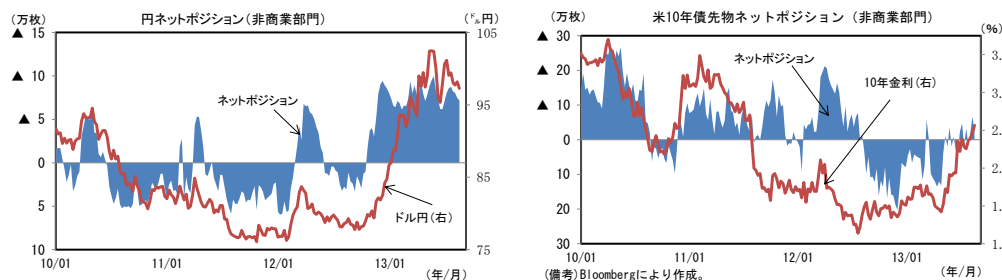 (万枚)
円ネットポジション(非商業部門)
(ドル円)
▲ 15
▲ 10
▲ 5
0
5
10
105
95
85
75
ネットポジション
ドル円(右)
10/01
11/01
12/01
13/01
(年/月)
(万枚)
米10年債先物ネットポジション (非商業部門)
(%)
▲ 30
▲ 20
▲ 10
0
10
20
30
3.
3.
2.
2.
1.
1.
ネットポジション
10年金利(右)
10/01
11/01
12/01
13/01
(年/月)
(備考)Bloombergにより作成。